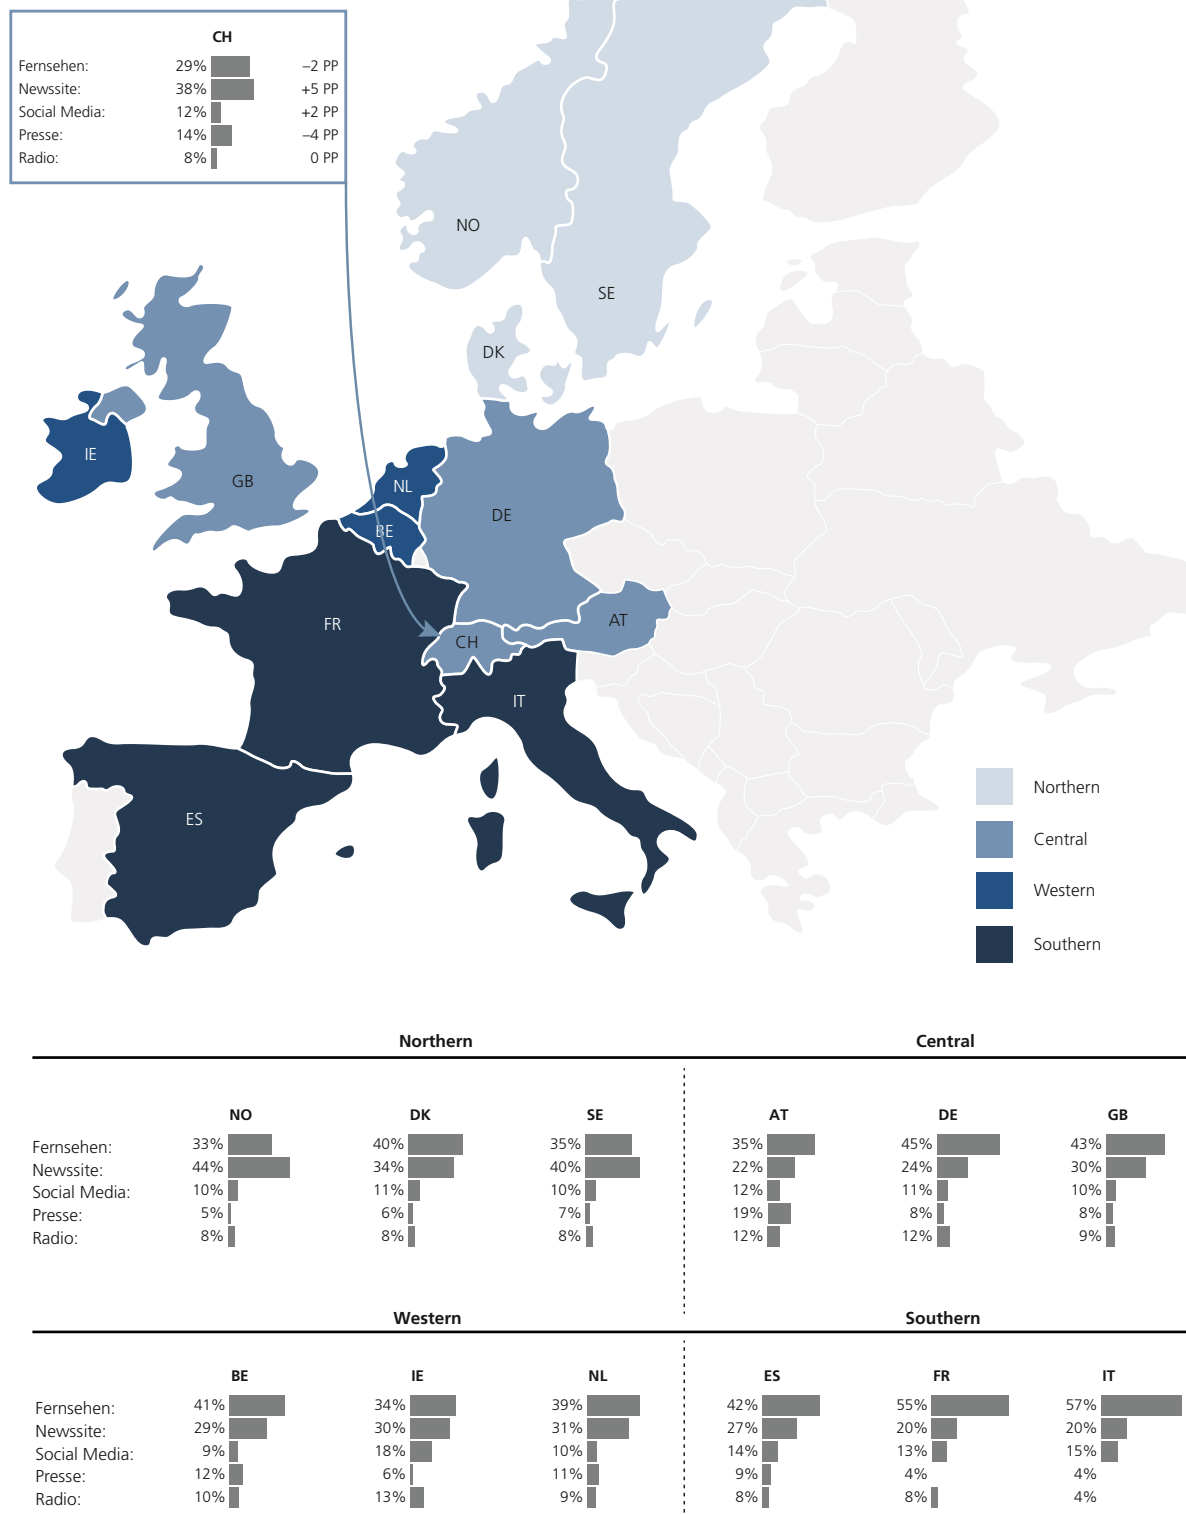 CH
Fernsehen: 29% –2 PP
Newssite: 38% +5 PP
Social Media: 12% +2 PP
Presse: 14% –4 PP
Radio: 8% 0 PP
NO
SE
DK
IE
GB
NL
BE
DE
FR
AT
CH
IT
ES
Northern
Central
Western
Southern
Northern Central
NO DK SE AT DE GB
Fernsehen: 33% 40% 35% 35% 45% 43%
Newssite: 44% 34% 40% 22% 24% 30%
Social Media: 10% 11% 10% 12% 11% 10%
Presse: 5% 6% 7% 19% 8% 8%
Radio: 8% 8% 8% 12% 12% 9%
Western Southern
BE IE NL ES FR IT
Fernsehen: 41% 34% 39% 42% 55% 57%
Newssite: 29% 30% 31% 27% 20% 20%
Social Media: 9% 18% 10% 14% 13% 15%
Presse: 12% 6% 11% 9% 4% 4%
Radio: 10% 13% 9% 8% 8% 4%